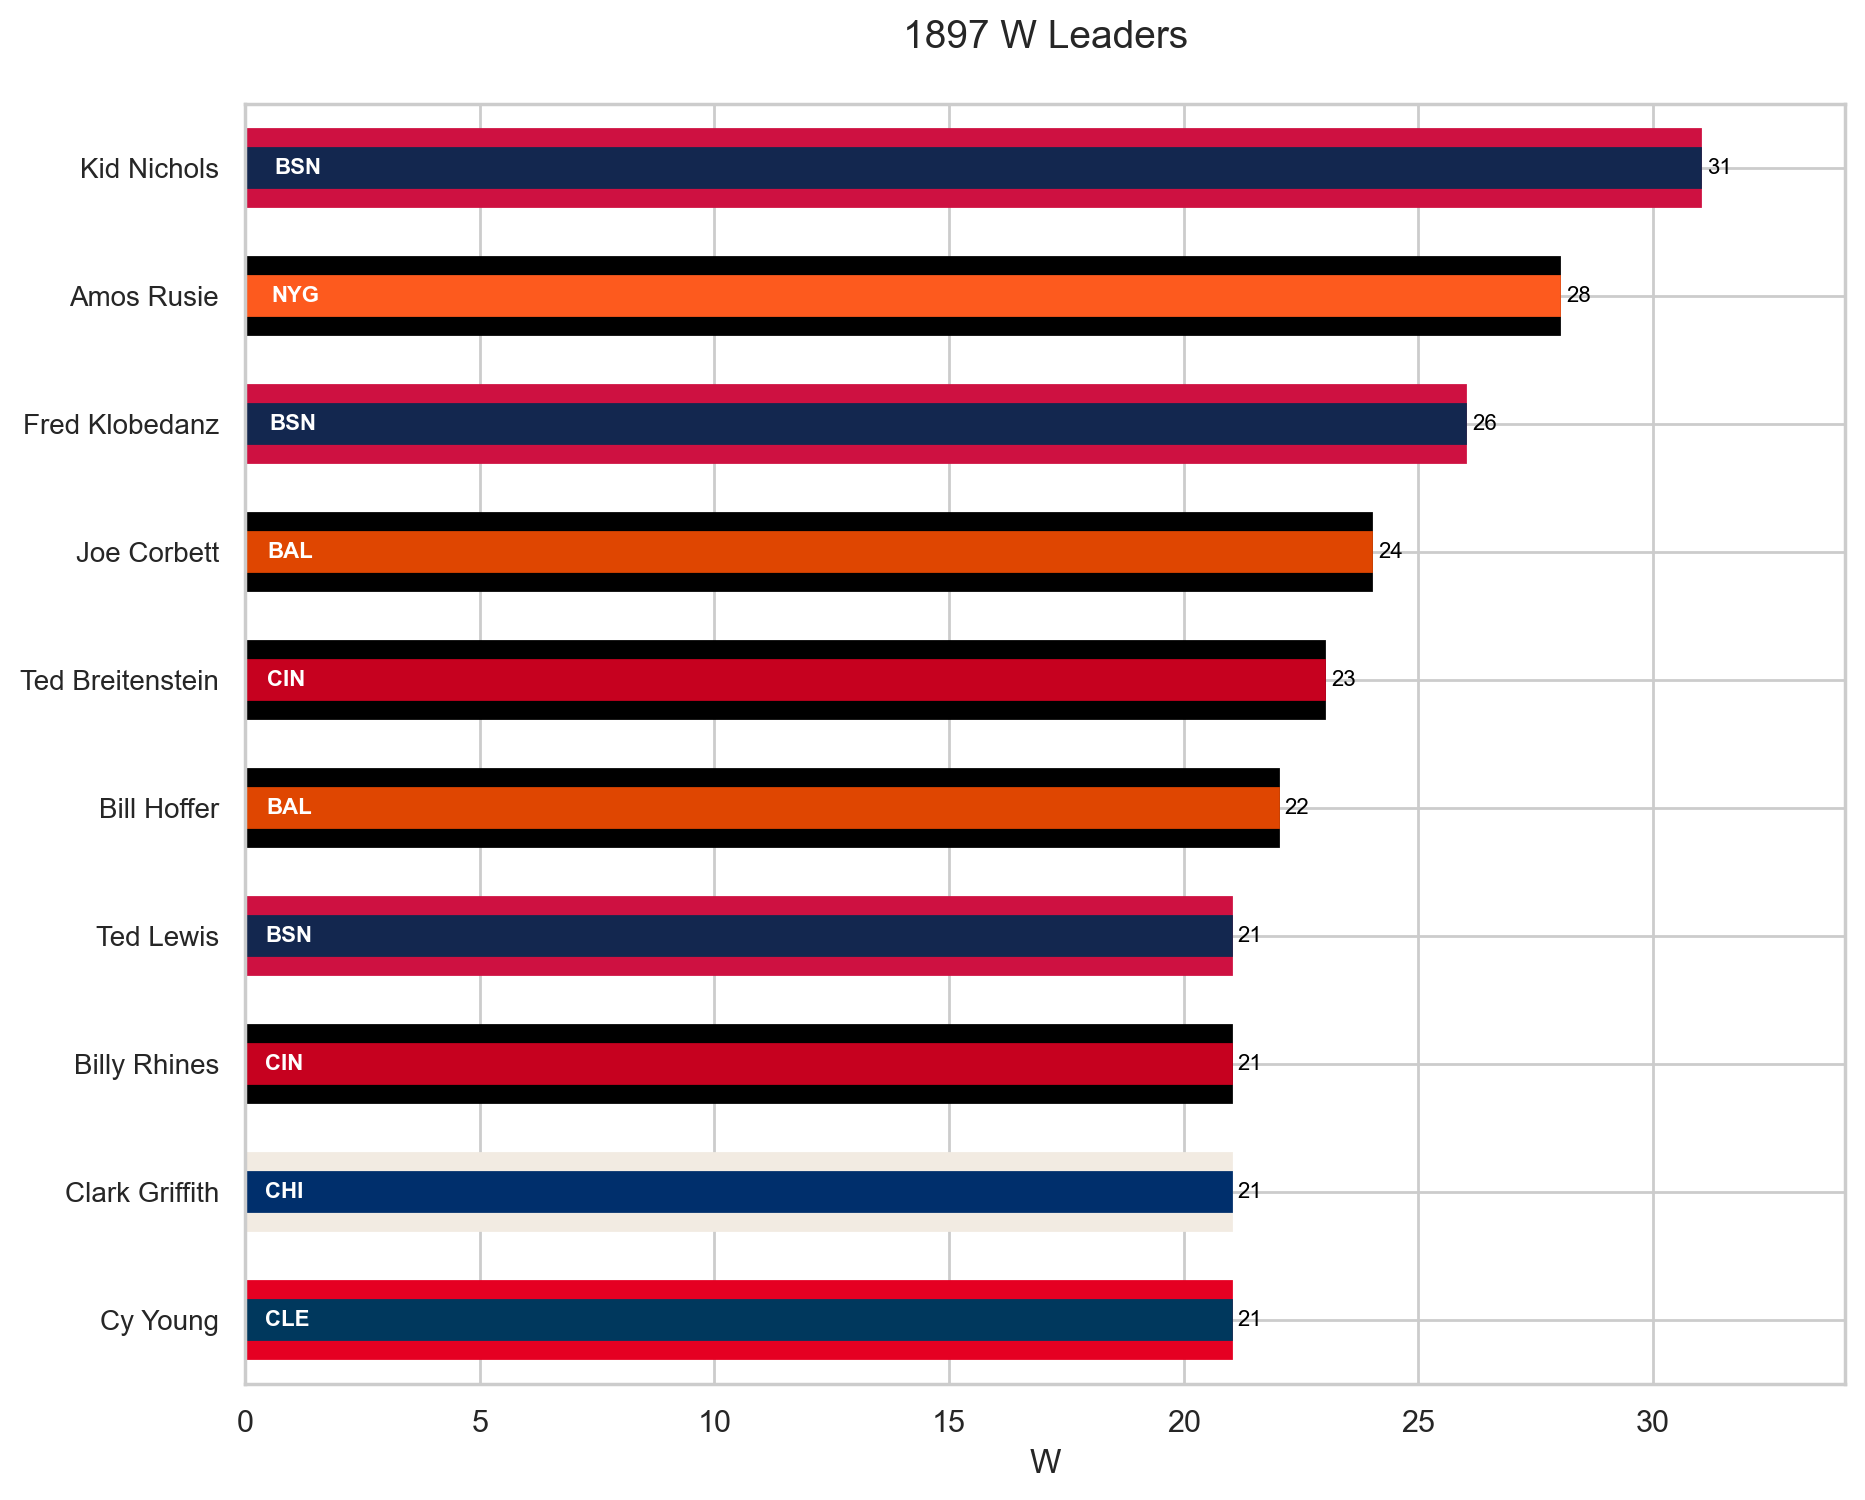 1897 W Leaders
Kid Nichols BSN 31
Amos Rusie NYG 28
Fred Klobedanz BSN 26
Joe Corbett BAL 24
Ted Breitenstein CIN 23
Bill Hoffer BAL 22
Ted Lewis BSN 21
Billy Rhines CIN 21
Clark Griffith CHI 21
Cy Young CLE 21
0 5 10 15 20 25 30
W